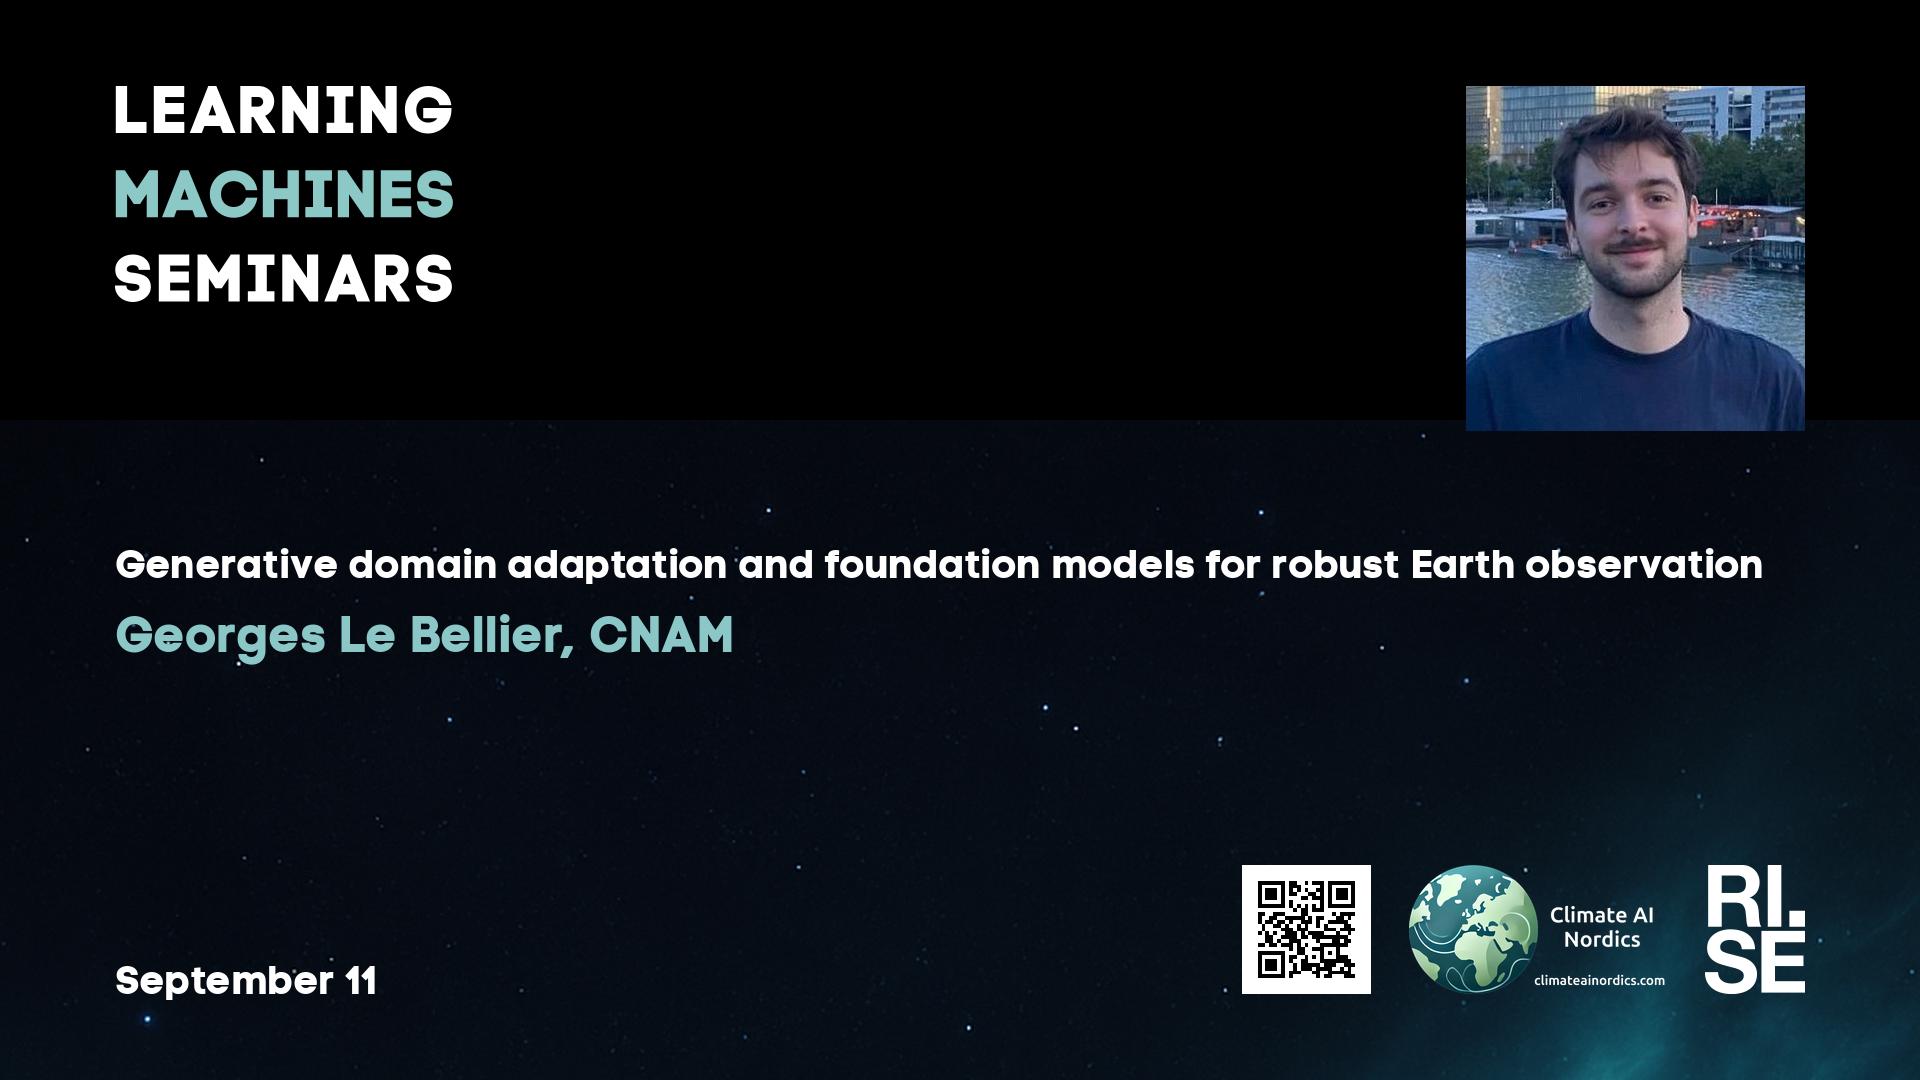 LEARNING
MACHINES
SEMINARS
Generative domain adaptation and foundation models for robust Earth observation
Georges Le Bellier, CNAM
September 11
Climate AI
Nordics
climateainordics.com
RI.
SE